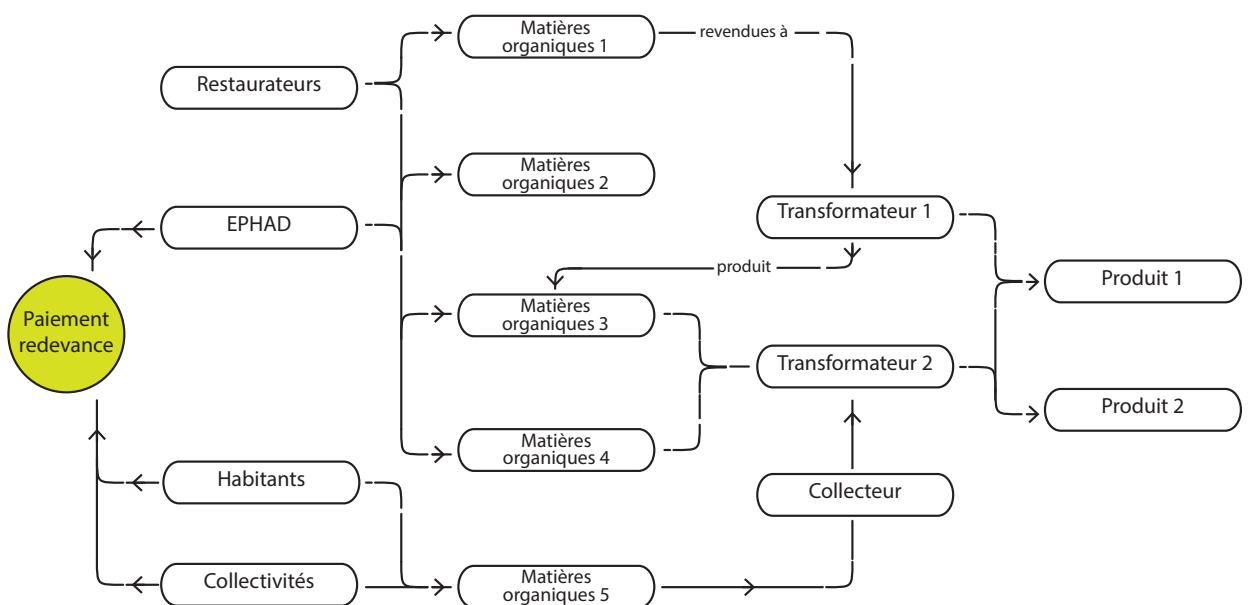 Matières
organiques 1
revendues à
Restaurateurs
Matières
organiques 2
EPHAD
Transformateur 1
produit
Produit 1
Matières
organiques 3
Paiement
redevance
Transformateur 2
Produit 2
Matières
organiques 4
Habitants
Collecteur
Collectivités
Matières
organiques 5